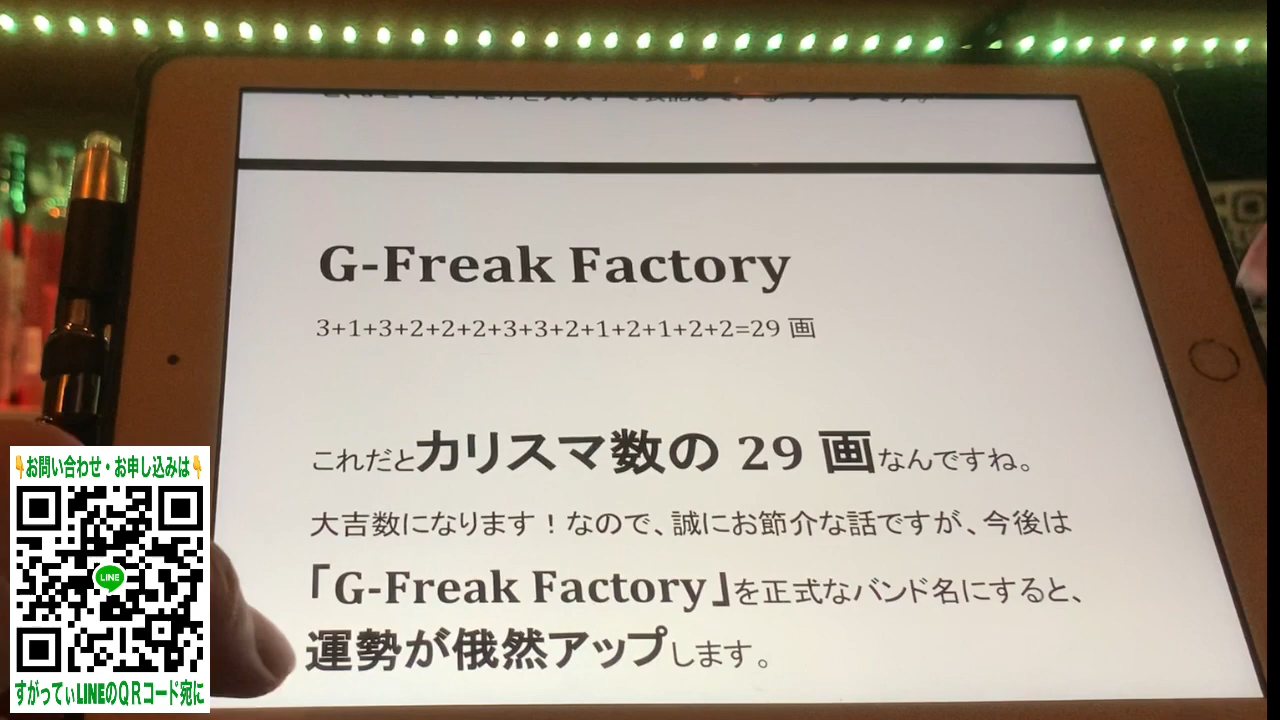 G-Freak Factory
3+1+3+2+2+2+3+3+2+1+2+1+2+2=29 画
これだとカリスマ数の 29 画なんですね。
大吉数になります！なので、誠にお節介な話ですが、今後は
「G-Freak Factory」を正式なバンド名にすると、
運勢が俄然アップします。
👇お問い合わせ・お申し込みは👇
LINE
すがってぃLINEのQRコード宛に